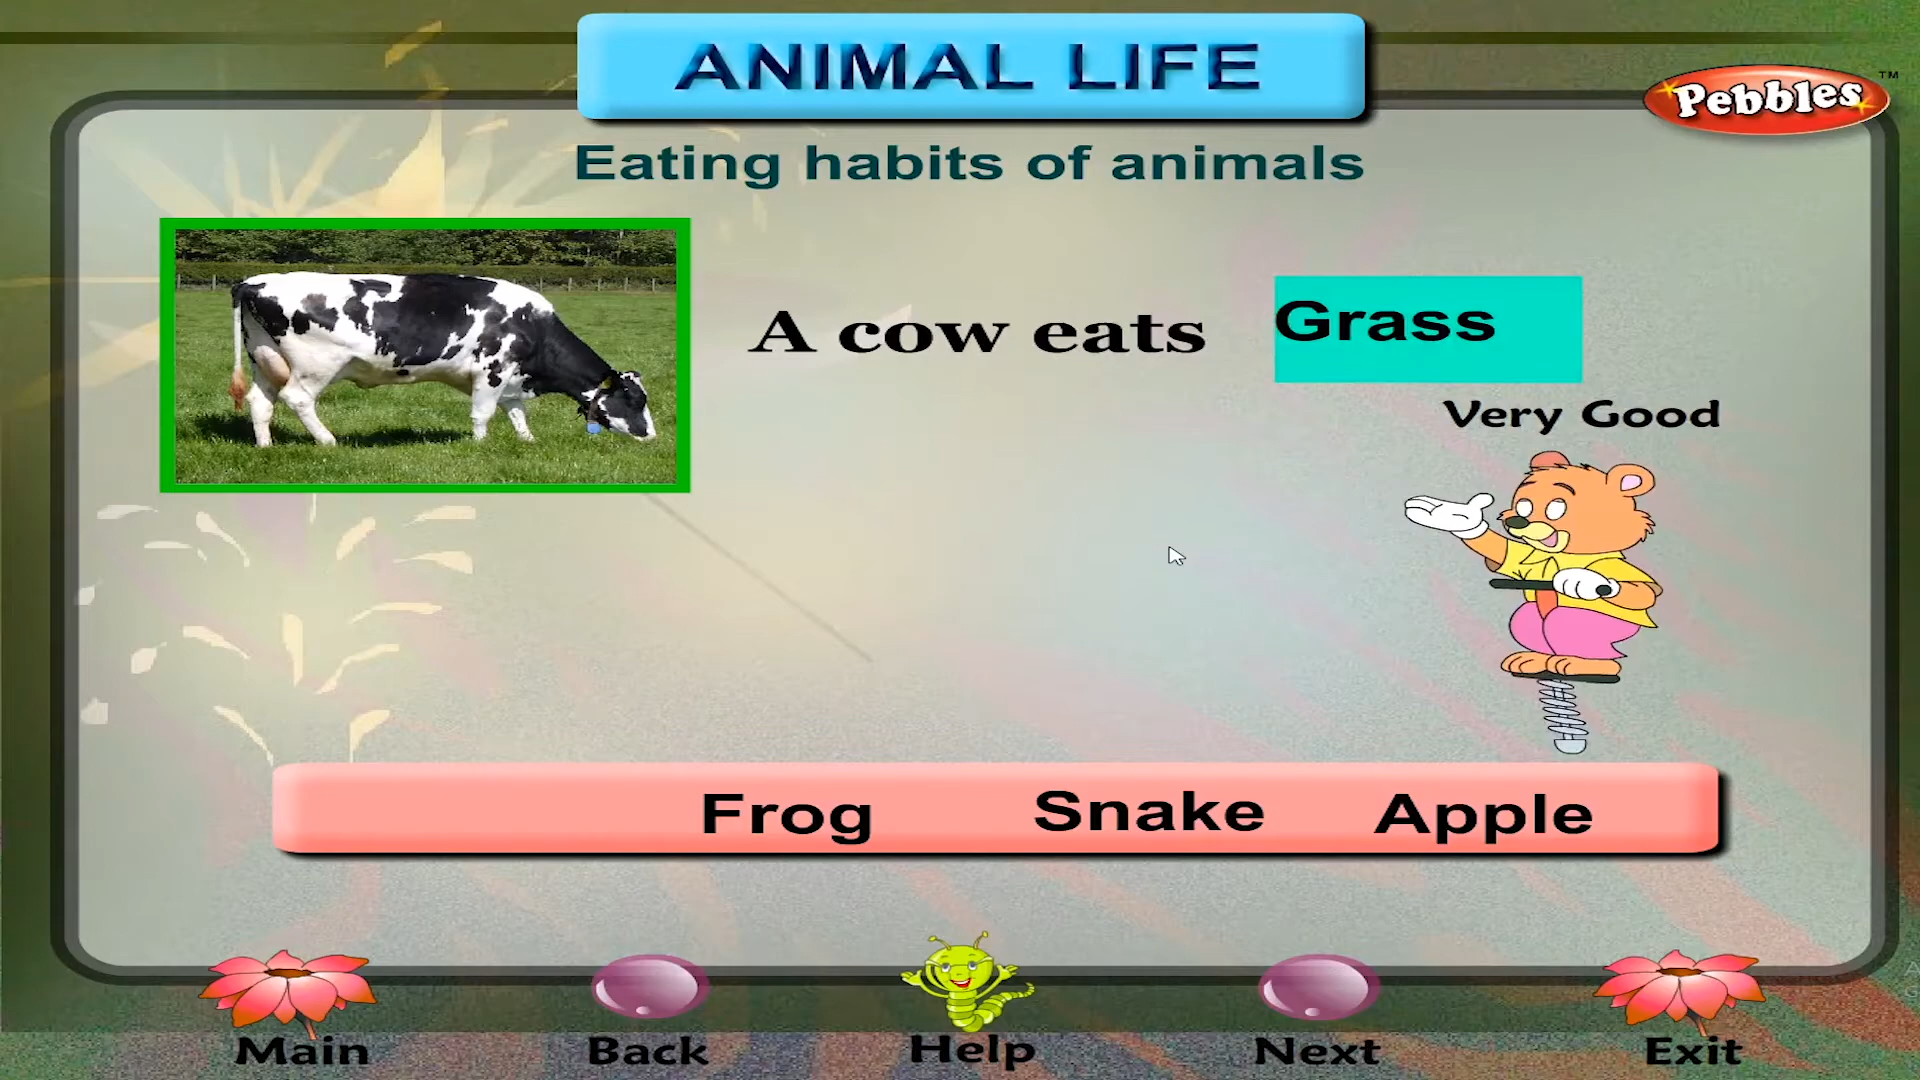 ANIMAL LIFE
Pebbles™
Eating habits of animals
A cow eats Grass
Very Good
Frog Snake Apple
Main Back Help Next Exit